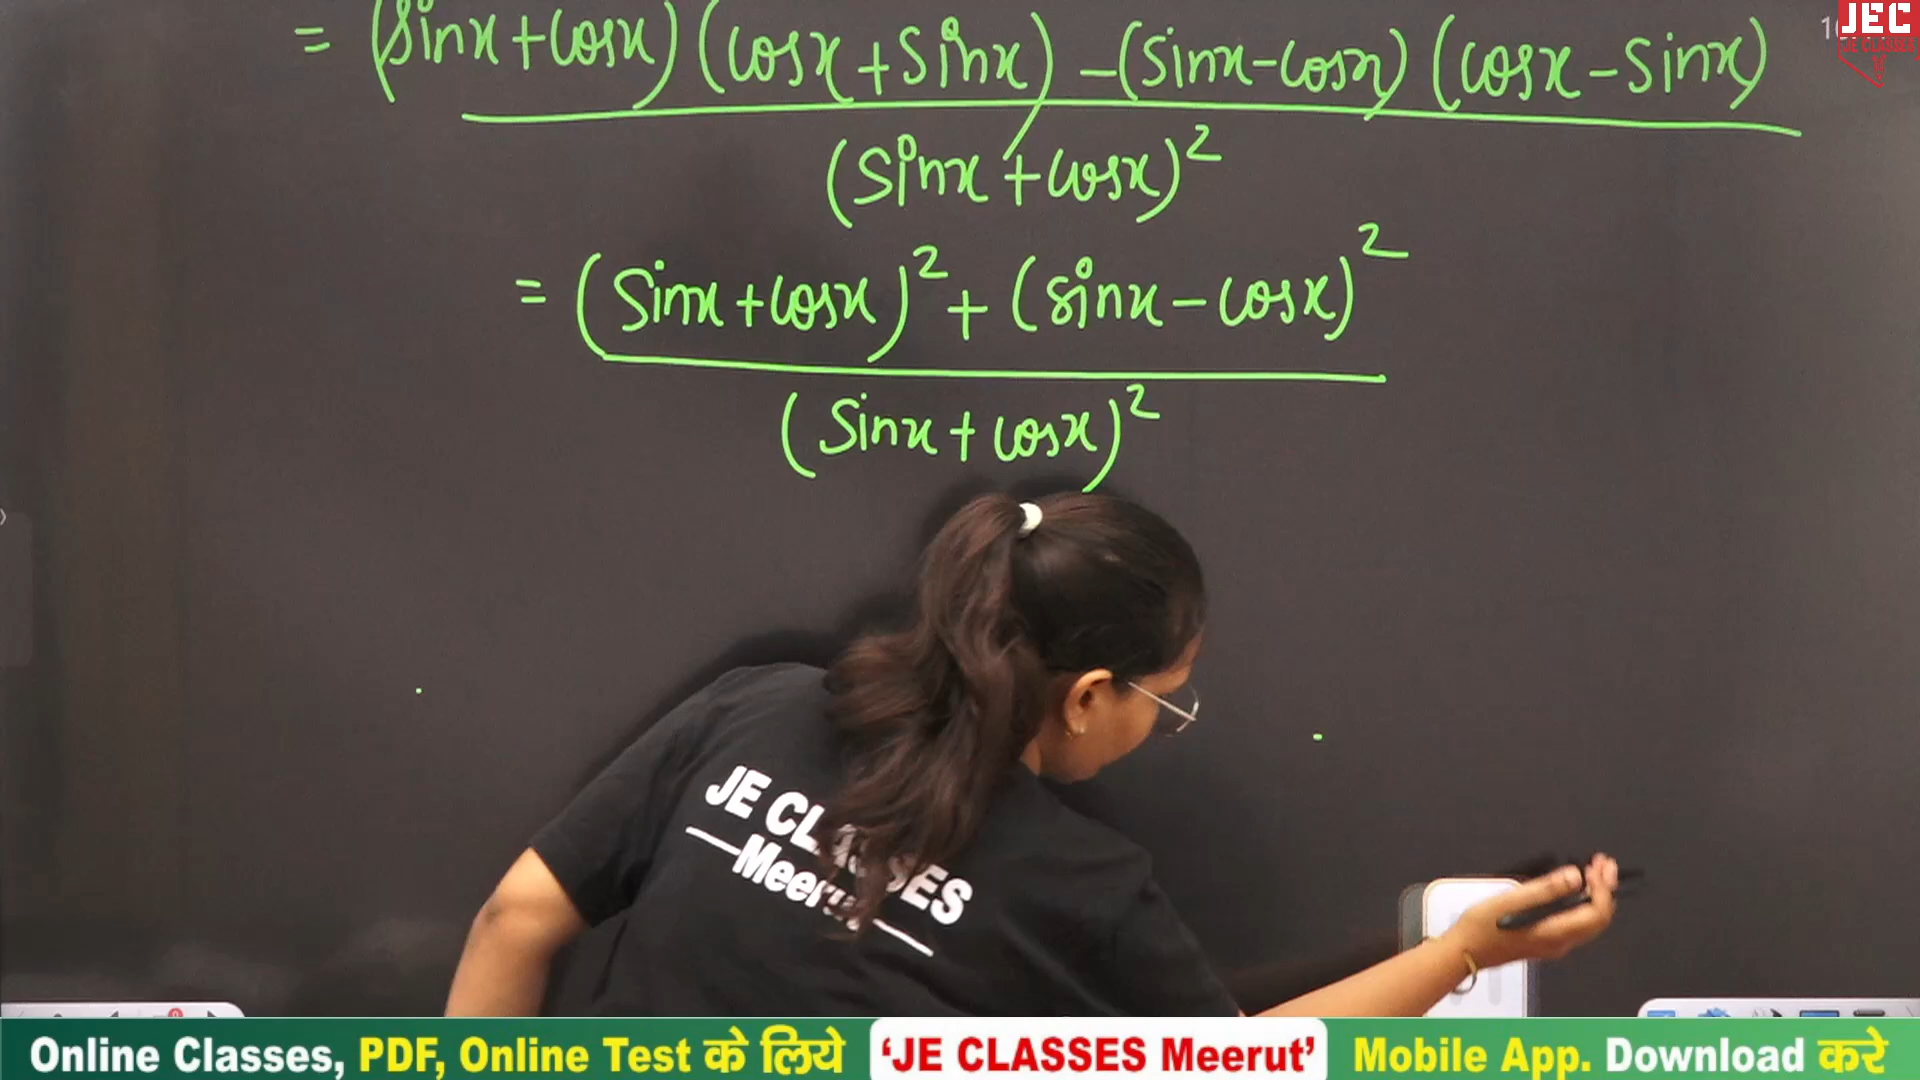 JEC
JE CLASSES
= (Sinx + Cosx) (Cosx + Sinx) - (Sinx - Cosx) (Cosx - Sinx)
(Sinx + Cosx)²
= (Sinx + Cosx)² + (Sinx - Cosx)²
(Sinx + Cosx)²
JE CLASSES
Meerut
Online Classes, PDF, Online Test के लिये 'JE CLASSES Meerut' Mobile App. Download करे